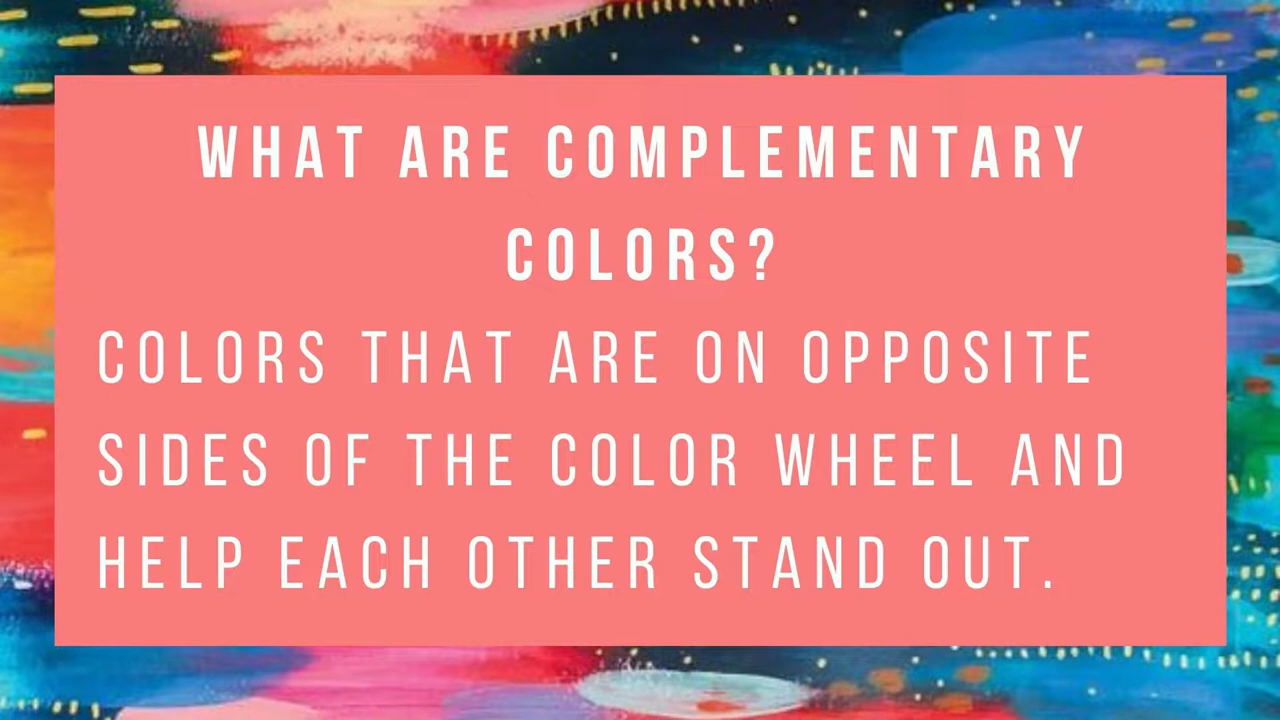 WHAT ARE COMPLEMENTARY
COLORS?
COLORS THAT ARE ON OPPOSITE
SIDES OF THE COLOR WHEEL AND
HELP EACH OTHER STAND OUT.